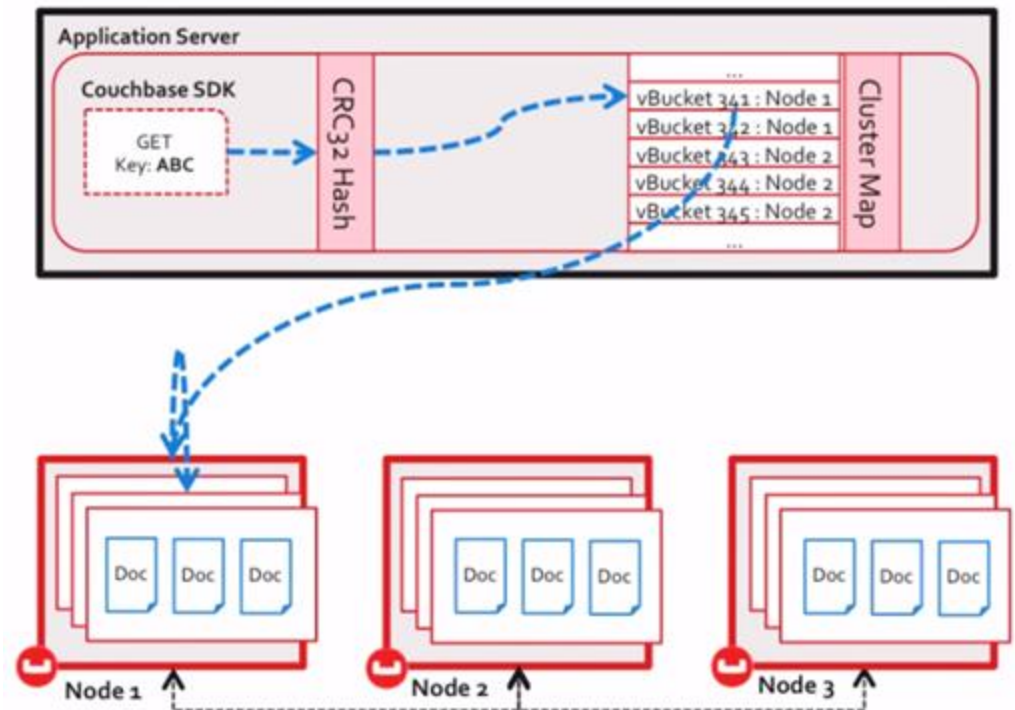 Application Server
Couchbase SDK
GET
Key: ABC
CRC32 Hash
...
vBucket 341 : Node 1
vBucket 342 : Node 1
vBucket 343 : Node 2
vBucket 344 : Node 2
vBucket 345 : Node 2
...
Cluster Map
Doc Doc Doc
Doc Doc Doc
Doc Doc Doc
Node 1
Node 2
Node 3